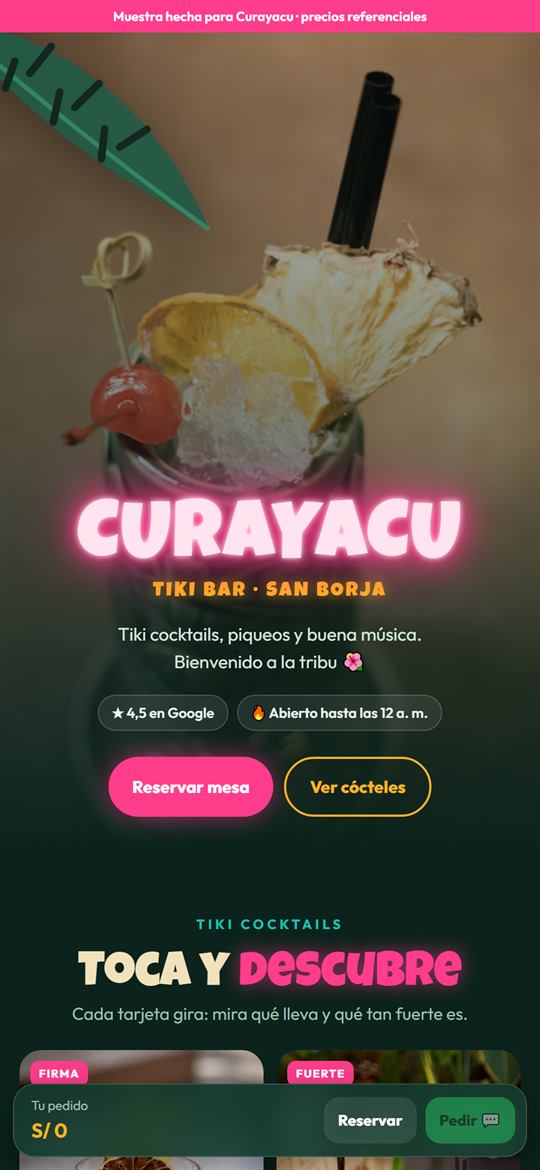 Muestra hecha para Curayacu · precios referenciales
CURAYACU
TIKI BAR · SAN BORJA
Tiki cocktails, piqueos y buena música.
Bienvenido a la tribu 🌺
★ 4,5 en Google
🔥 Abierto hasta las 12 a. m.
Reservar mesa
Ver cócteles
TIKI COCKTAILS
TOCA Y DESCUBRE
Cada tarjeta gira: mira qué lleva y qué tan fuerte es.
FIRMA
FUERTE
Tu pedido
S/ 0
Reservar
Pedir 💬